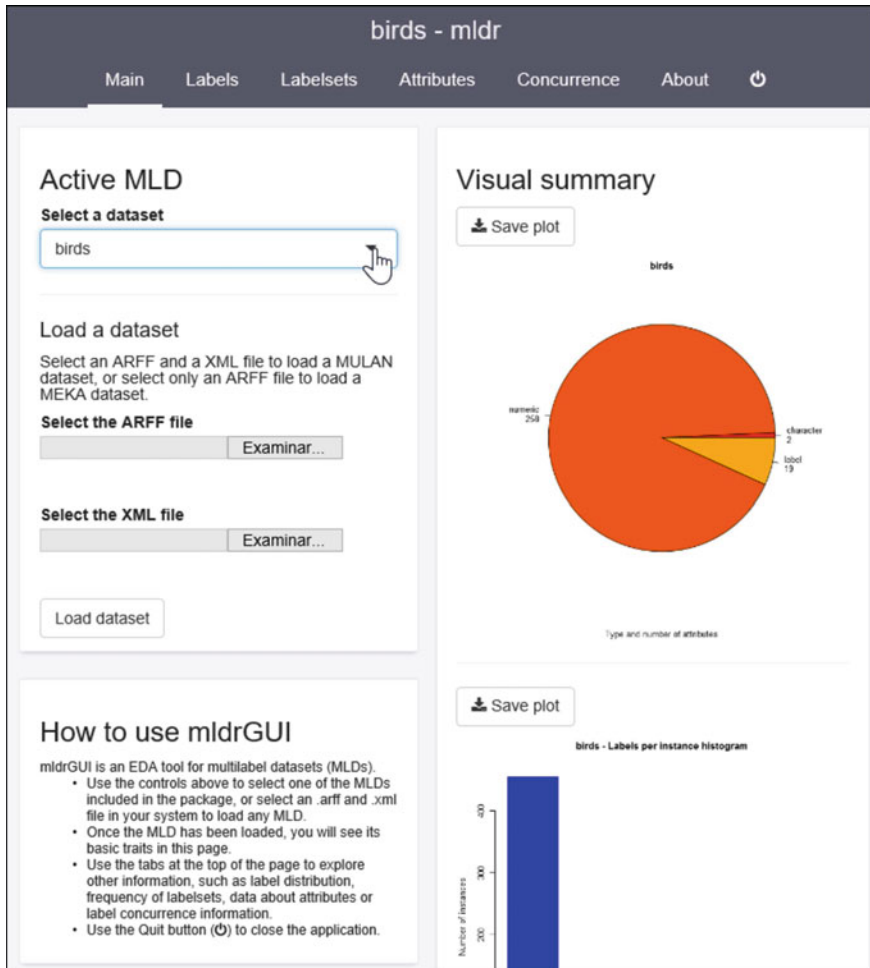 birds - mldr
Main Labels Labelsets Attributes Concurrence About
Active MLD
Select a dataset
birds
Load a dataset
Select an ARFF and a XML file to load a MULAN
dataset, or select only an ARFF file to load a
MEKA dataset.
Select the ARFF file
Examinar...
Select the XML file
Examinar...
Load dataset
How to use mldrGUI
mldrGUI is an EDA tool for multilabel datasets (MLDs).
• Use the controls above to select one of the MLDs
included in the package, or select an .arff and .xml
file in your system to load any MLD.
• Once the MLD has been loaded, you will see its
basic traits in this page.
• Use the tabs at the top of the page to explore
other information, such as label distribution,
frequency of labelsets, data about attributes or
label concurrence information.
• Use the Quit button (⏻) to close the application.
Visual summary
Save plot
birds
numeric
258
character
2
label
19
Type and number of attributes
Save plot
birds - Labels per instance histogram
400
300
200
Number of instances